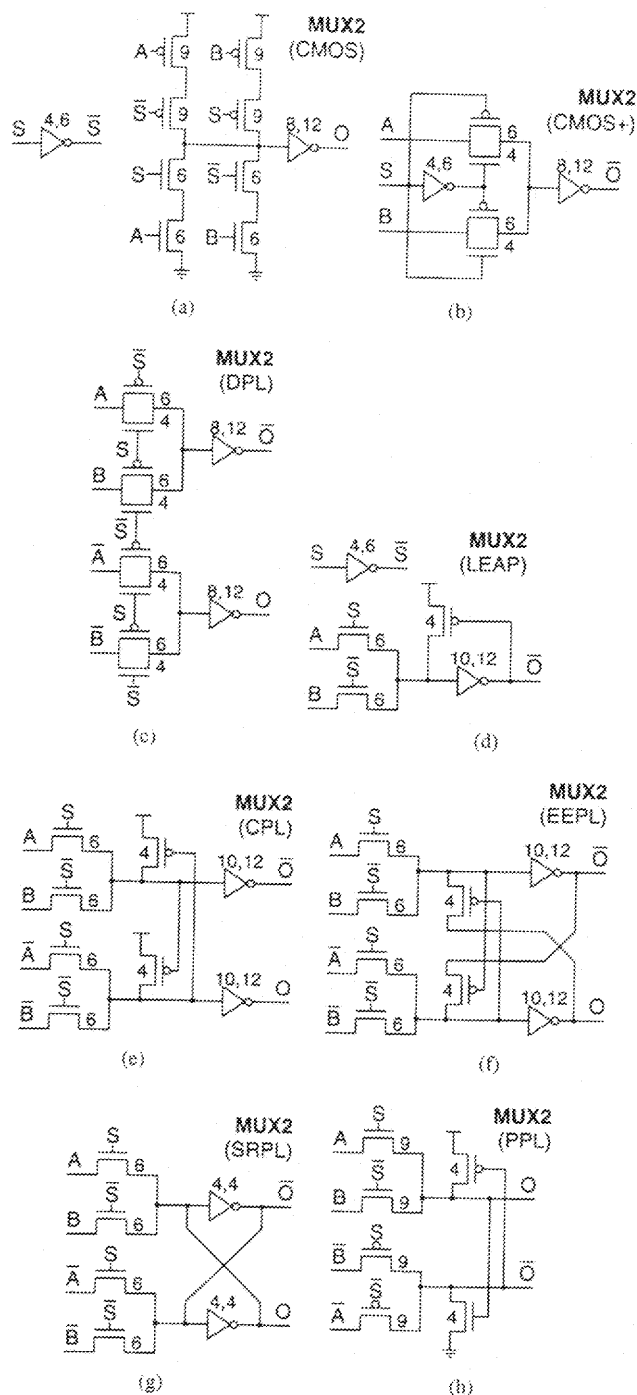 MUX2
(CMOS)
A 9
B 9
S 4,6 S̅
S̅ 9
S 9
8,12 O
S 6
S̅ 6
A 6
B 6
(a)
MUX2
(CMOS+)
A 6
4
S 4,6
8,12 O̅
B 6
4
(b)
MUX2
(DPL)
S̅
A 6
4
S
8,12 O̅
B 6
4
S̅
A̅ 6
4
S
8,12 O
B̅ 6
4
S̅
(c)
MUX2
(LEAP)
S 4,6 S̅
S
A 6
4
S̅
B 6
10,12 O̅
(d)
MUX2
(CPL)
S
A 6
4
S̅
B 6
10,12 O̅
S
A̅ 6
4
S̅
B̅ 6
10,12 O
(e)
MUX2
(EEPL)
S
A 6
10,12 O̅
S̅
B 6
4
S
A̅ 6
4
S̅
B̅ 6
10,12 O
(f)
MUX2
(SRPL)
S
A 6
S̅
B 6
4,4 O̅
S
A̅ 6
S̅
B̅ 6
4,4 O
(g)
MUX2
(PPL)
S
A 9
4
S̅
B 9
O
S
B̅ 9
S̅
A̅ 9
O̅
4
(h)